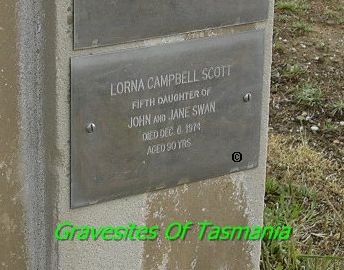 LORNA CAMPBELL SCOTT
FIFTH DAUGHTER OF
JOHN AND JANE SWAN
DIED DEC. 6. 1974
AGED 90 YRS
©
Gravesites Of Tasmania